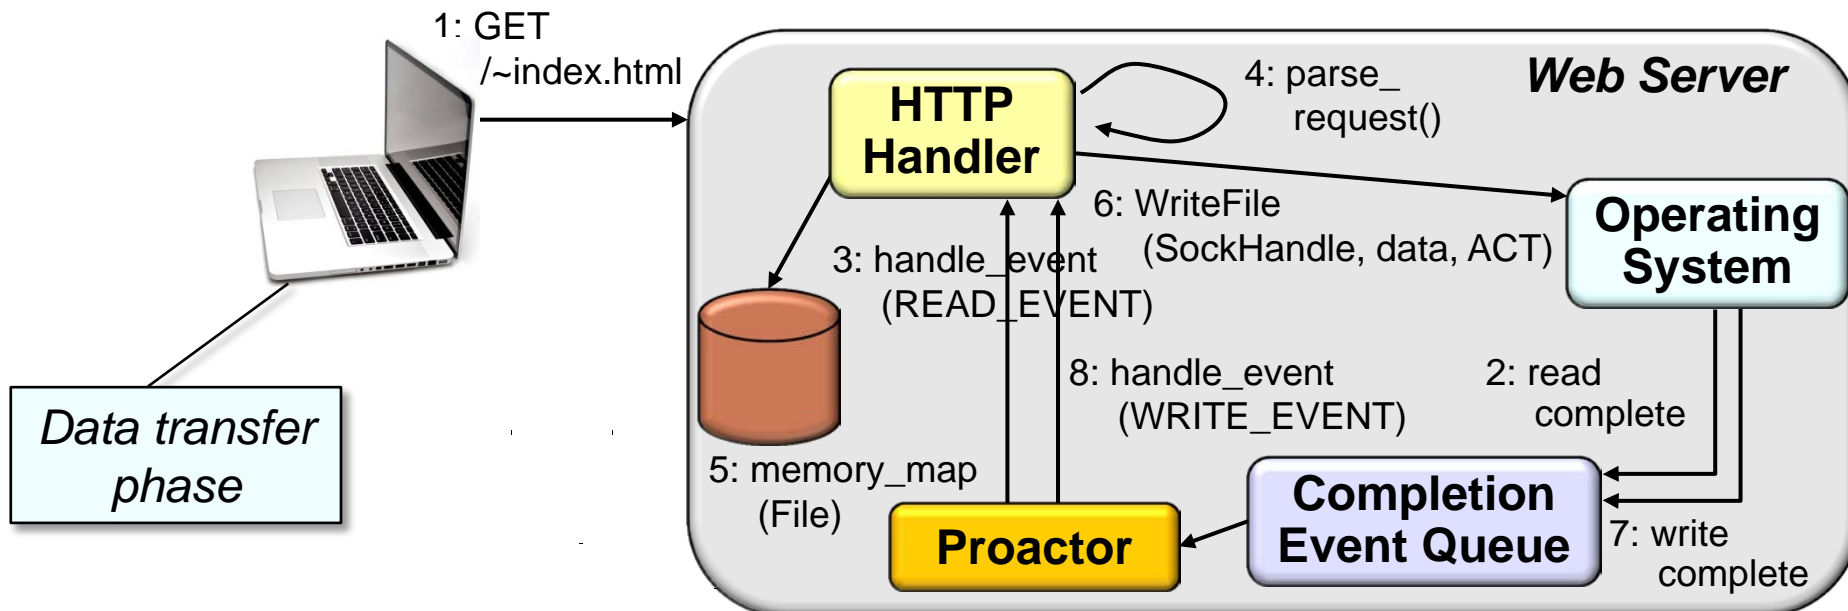 1: GET
/~index.html
Web Server
HTTP
Handler
4: parse_
request()
Operating
System
6: WriteFile
(SockHandle, data, ACT)
3: handle_event
(READ_EVENT)
8: handle_event
(WRITE_EVENT)
2: read
complete
Data transfer
phase
5: memory_map
(File)
Proactor
Completion
Event Queue
7: write
complete